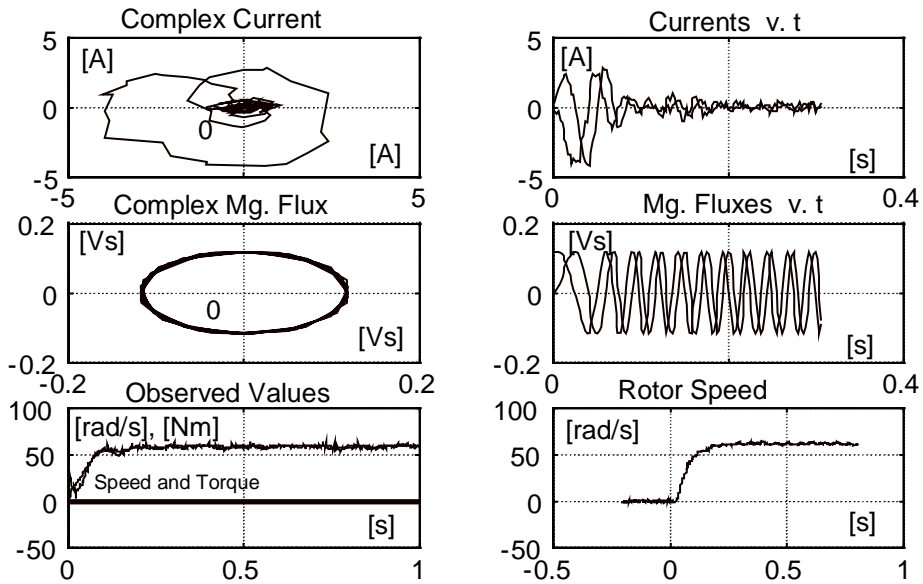 Complex Current
5
[A]
0
0
[A]
-5
-5
5
Currents v. t
5
[A]
0
[s]
-5
0
0.4
Complex Mg. Flux
0.2
[Vs]
0
0
[Vs]
-0.2
-0.2
0.2
Mg. Fluxes v. t
0.2
[Vs]
0
[s]
-0.2
0
0.4
Observed Values
100
[rad/s], [Nm]
50
Speed and Torque
0
[s]
-50
0
0.5
1
Rotor Speed
100
[rad/s]
50
0
[s]
-50
-0.5
0
0.5
1